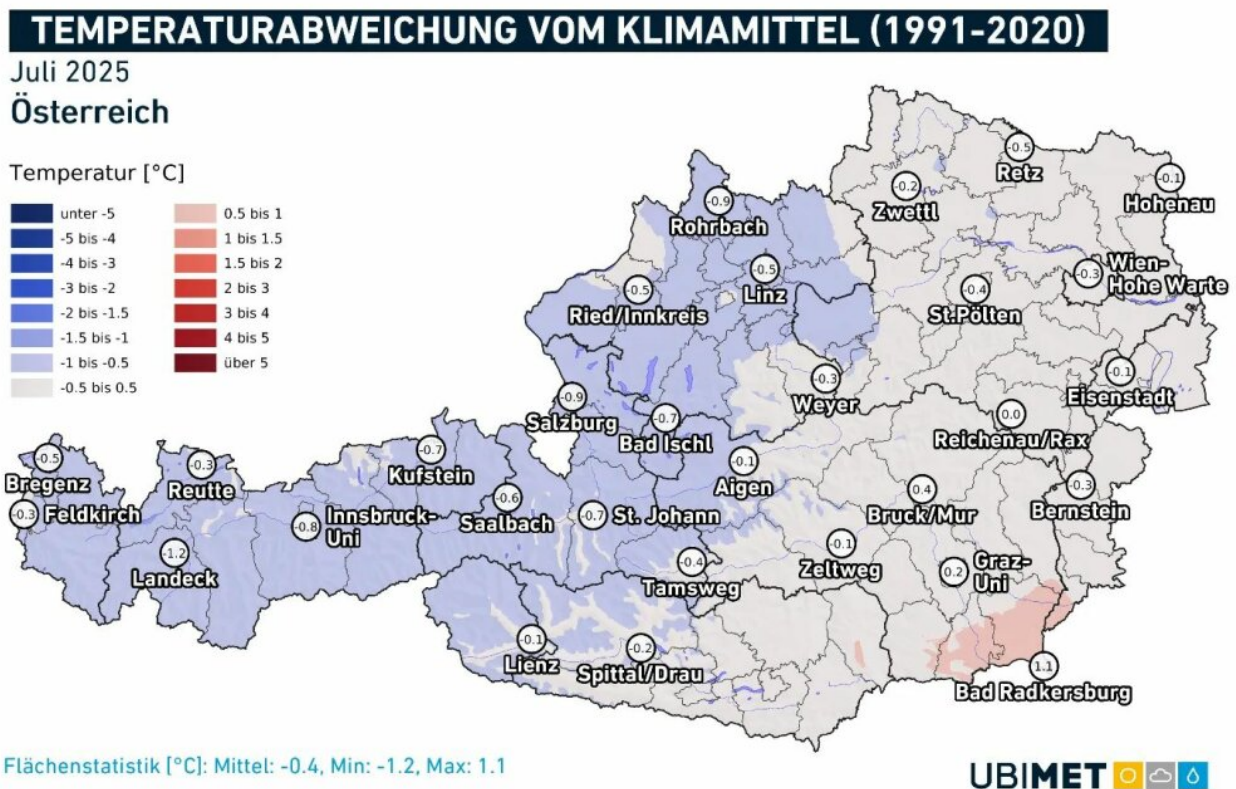 TEMPERATURABWEICHUNG VOM KLIMAMITTEL (1991-2020)
Juli 2025
Österreich
Temperatur [°C]
unter -5
-5 bis -4
-4 bis -3
-3 bis -2
-2 bis -1.5
-1.5 bis -1
-1 bis -0.5
-0.5 bis 0.5
0.5 bis 1
1 bis 1.5
1.5 bis 2
2 bis 3
3 bis 4
4 bis 5
über 5
-0.5
Retz
-0.2
Zwettl
-0.1
Hohenau
-0.9
Rohrbach
-0.5
Linz
-0.3
Wien-
Hohe Warte
-0.5
Ried/Innkreis
-0.4
St.Pölten
-0.3
Weyer
-0.1
Eisenstadt
-0.9
Salzburg
-0.7
Bad Ischl
0.0
Reichenau/Rax
-0.5
Bregenz
-0.3
Reutte
-0.7
Kufstein
-0.1
Aigen
-0.3
Feldkirch
-0.8
Innsbruck-
Uni
-0.6
Saalbach
-0.7
St. Johann
0.4
Bruck/Mur
-0.3
Bernstein
-1.2
Landeck
-0.4
Tamsweg
-0.1
Zeltweg
0.2
Graz-
Uni
-0.1
Lienz
-0.2
Spittal/Drau
1.1
Bad Radkersburg
Flächenstatistik [°C]: Mittel: -0.4, Min: -1.2, Max: 1.1
UBIMET